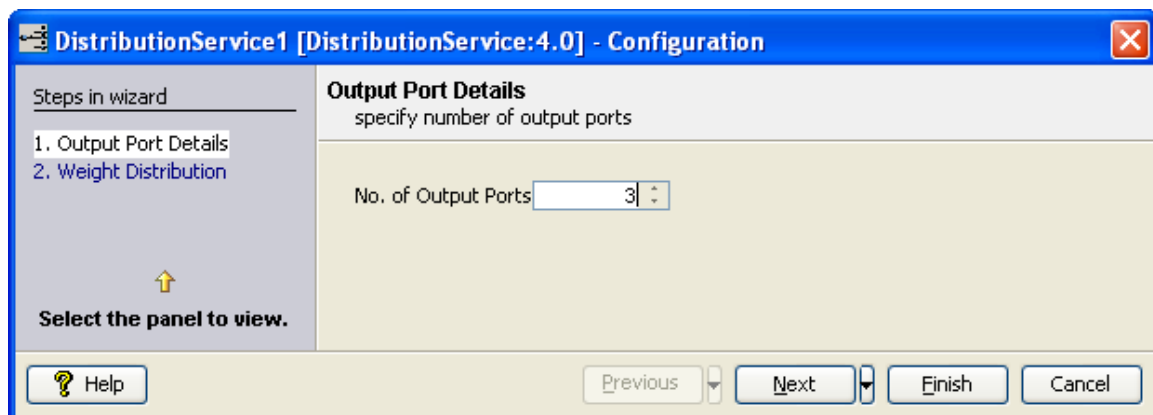 DistributionService1 [DistributionService:4.0] - Configuration
Steps in wizard
1. Output Port Details
2. Weight Distribution
Select the panel to view.
Output Port Details
specify number of output ports
No. of Output Ports 3
Help
Previous
Next
Finish
Cancel